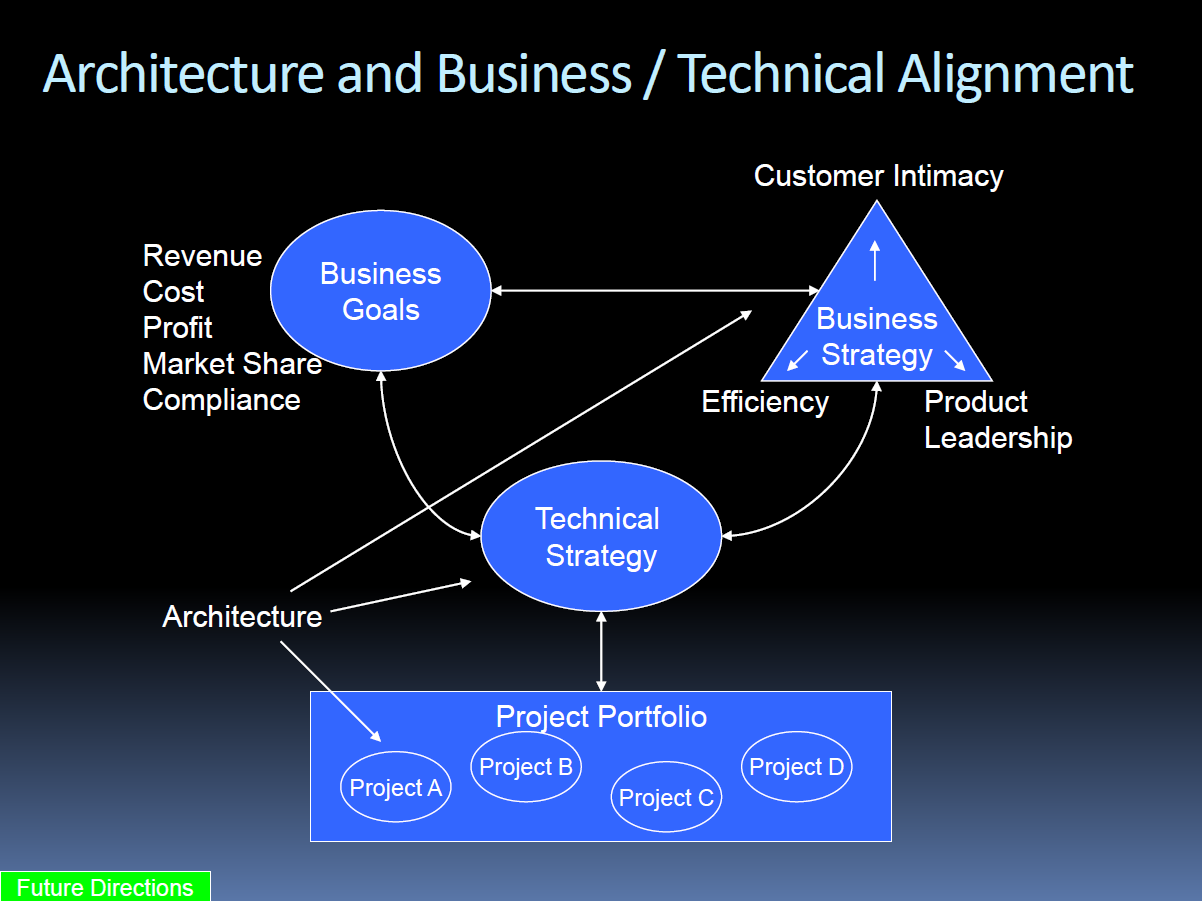 Architecture and Business / Technical Alignment
Customer Intimacy
Revenue
Cost
Profit
Market Share
Compliance
Business
Goals
Business
Strategy
Efficiency
Product
Leadership
Technical
Strategy
Architecture
Project Portfolio
Project A
Project B
Project C
Project D
Future Directions